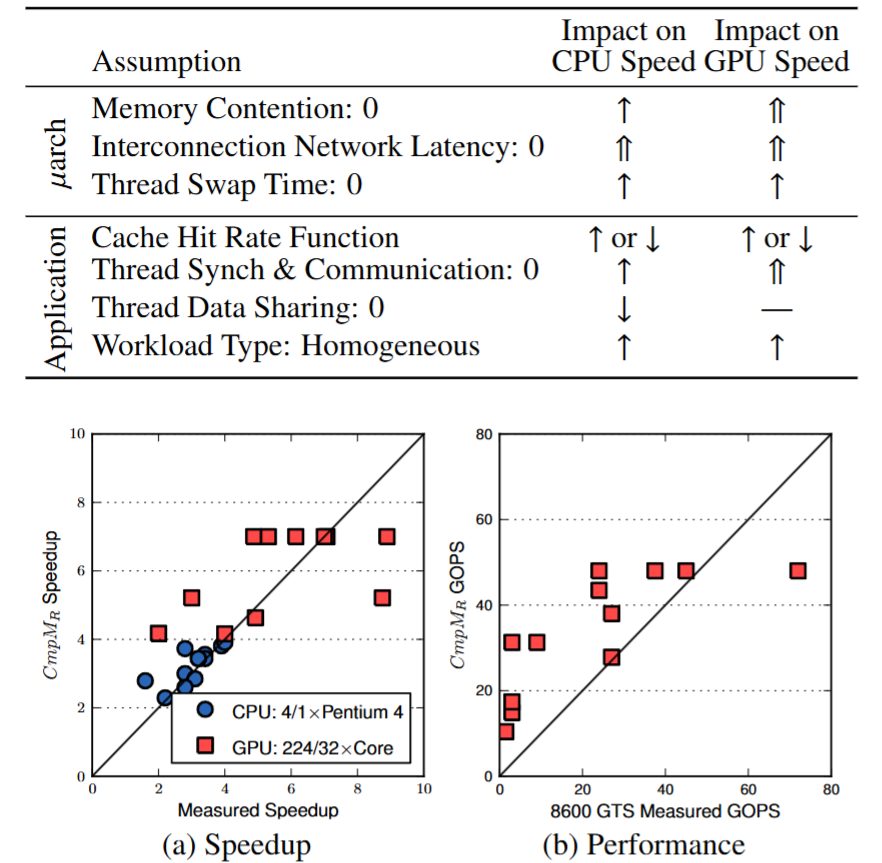 Impact on Impact on
Assumption CPU Speed GPU Speed
μarch
Memory Contention: 0 ↑ ⇑
Interconnection Network Latency: 0 ⇑ ⇑
Thread Swap Time: 0 ↑ ↑
Application
Cache Hit Rate Function ↑ or ↓ ↑ or ↓
Thread Synch & Communication: 0 ↑ ⇑
Thread Data Sharing: 0 ↓ —
Workload Type: Homogeneous ↑ ↑
10
8
6
4
2
0
CmpM_R Speedup
CPU: 4/1×Pentium 4
GPU: 224/32×Core
0 2 4 6 8 10
Measured Speedup
(a) Speedup
80
60
40
20
0
CmpM_R GOPS
0 20 40 60 80
8600 GTS Measured GOPS
(b) Performance